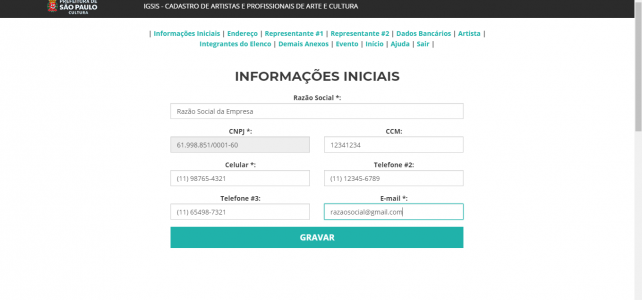 PREFEITURA DE
SÃO PAULO
CULTURA
IGSIS - CADASTRO DE ARTISTAS E PROFISSIONAIS DE ARTE E CULTURA
| Informações Iniciais | Endereço | Representante #1 | Representante #2 | Dados Bancários | Artista |
Integrantes do Elenco | Demais Anexos | Evento | Início | Ajuda | Sair |
INFORMAÇÕES INICIAIS
Razão Social *:
Razão Social da Empresa
CNPJ *: CCM:
61.998.851/0001-60 12341234
Celular *: Telefone #2:
(11) 98765-4321 (11) 12345-6789
Telefone #3: E-mail *:
(11) 65498-7321 razaosocial@gmail.com
GRAVAR